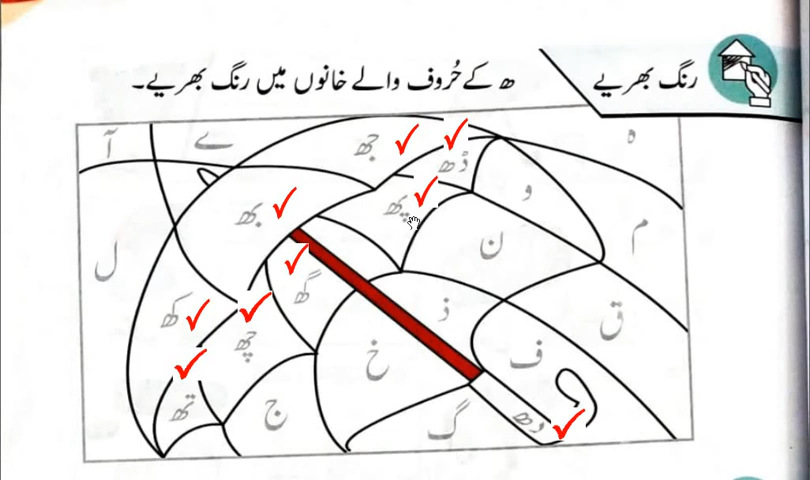 رنگ بھریے
ھ کے حُروف والے خانوں میں رنگ بھریے۔
آ
ے
جھ
ڈھ
ہ
و
پھ
بھ
م
ن
ل
گھ
کھ
ذ
ق
چھ
خ
ف
تھ
ج
گ
دھ